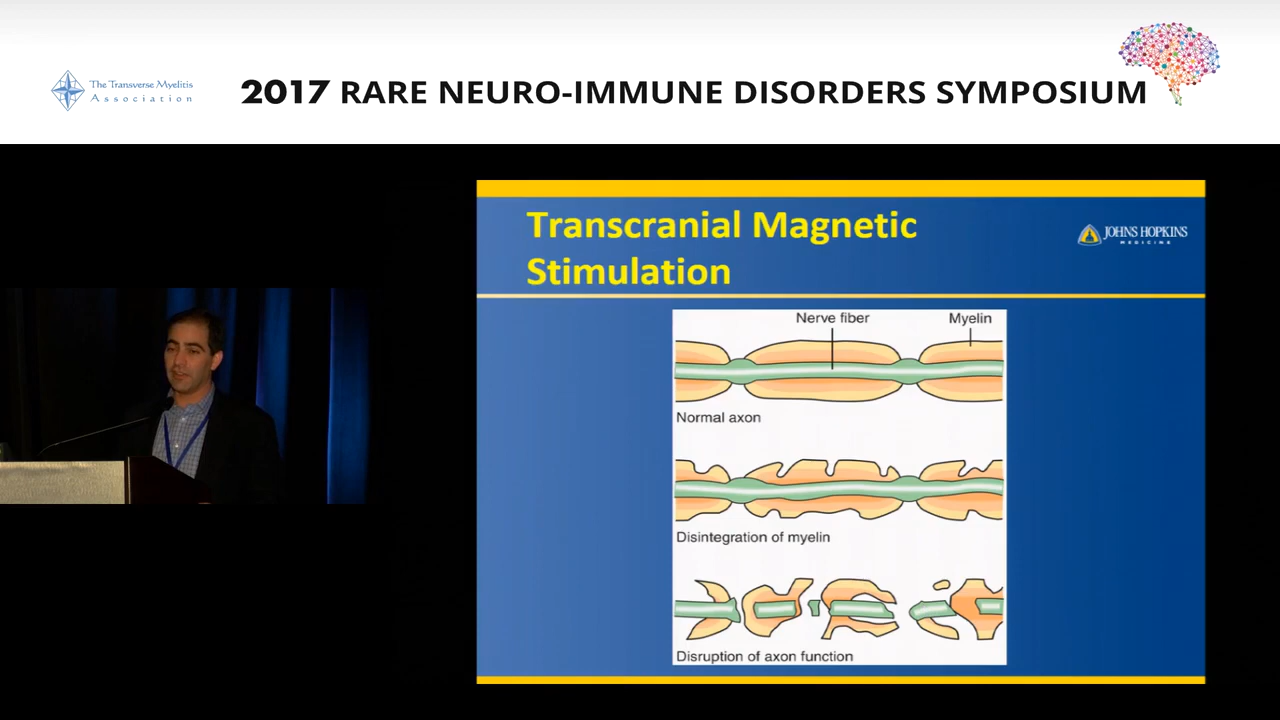 The Transverse Myelitis
Association
2017 RARE NEURO-IMMUNE DISORDERS SYMPOSIUM
Transcranial Magnetic
Stimulation
JOHNS HOPKINS
MEDICINE
Nerve fiber
Myelin
Normal axon
Disintegration of myelin
Disruption of axon function